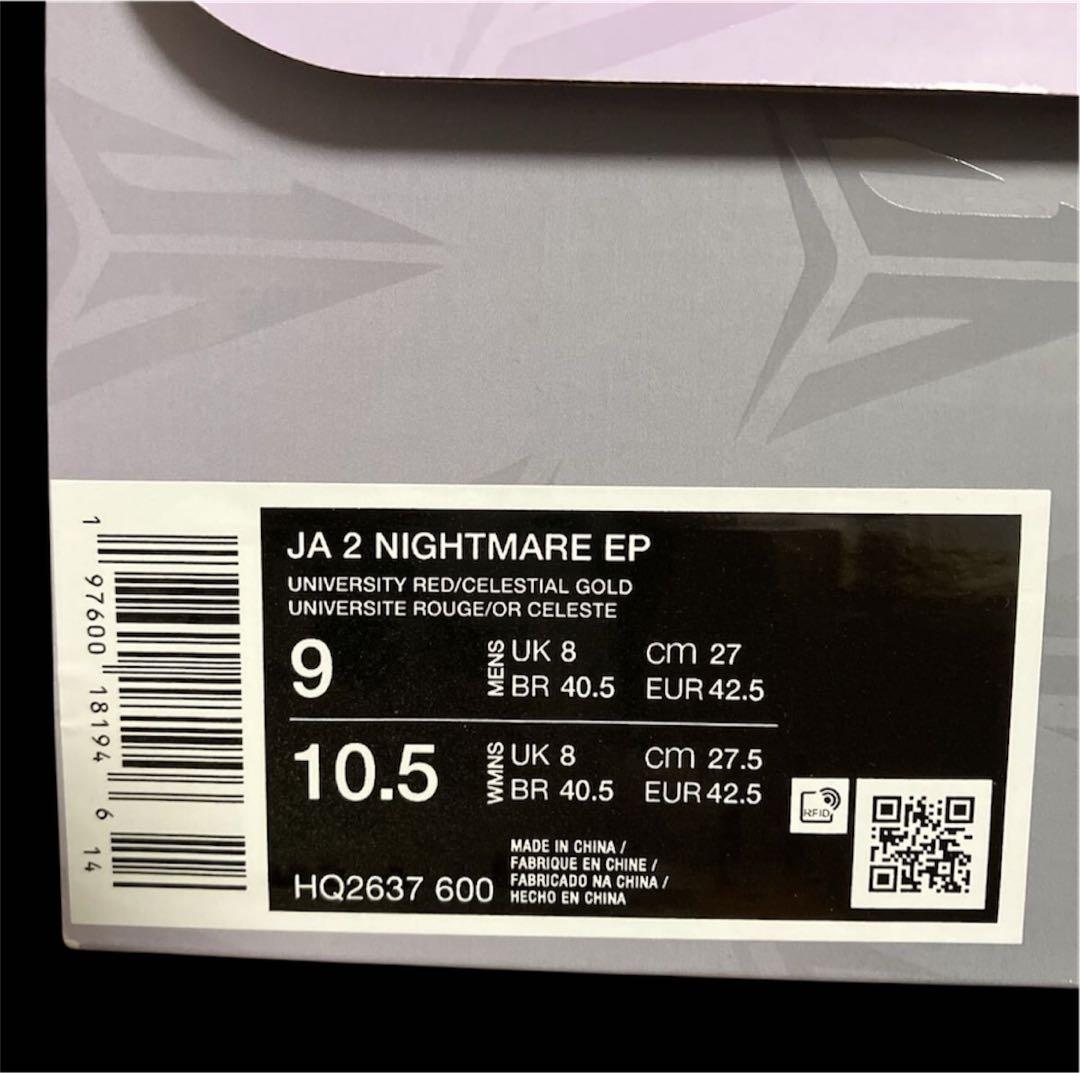 1 97600 18194 6 14
JA 2 NIGHTMARE EP
UNIVERSITY RED/CELESTIAL GOLD
UNIVERSITE ROUGE/OR CELESTE
9 MENS UK 8 cm 27
BR 40.5 EUR 42.5
10.5 WMNS UK 8 cm 27.5
BR 40.5 EUR 42.5
RFID
MADE IN CHINA /
FABRIQUE EN CHINE /
FABRICADO NA CHINA /
HECHO EN CHINA
HQ2637 600